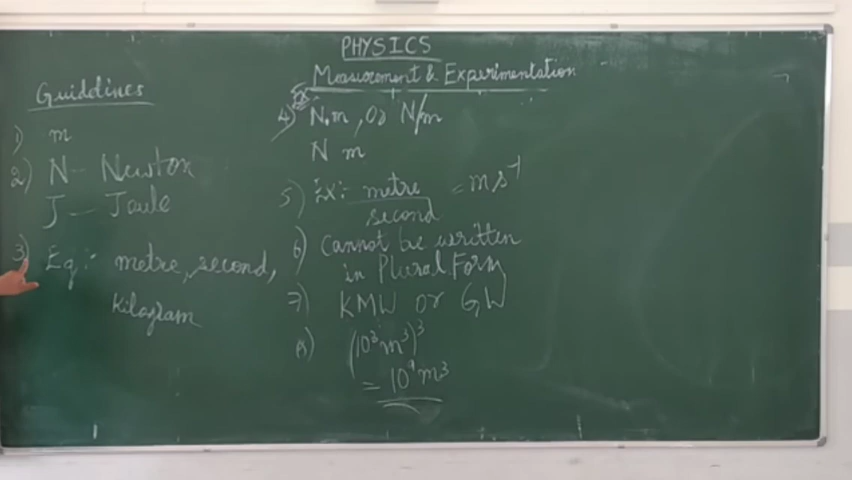 PHYSICS
Measurement & Experimentation
Guidelines
1) m
2) N - Newton
J - Joule
3) Eg:- metre, second,
Kilogram
4) N.m, or N/m
N m
5) Ex:- metre = ms⁻¹
second
6) Cannot be written
in Plural Form
7) KMW or GW
8) (10³m³)³
= 10⁹m³